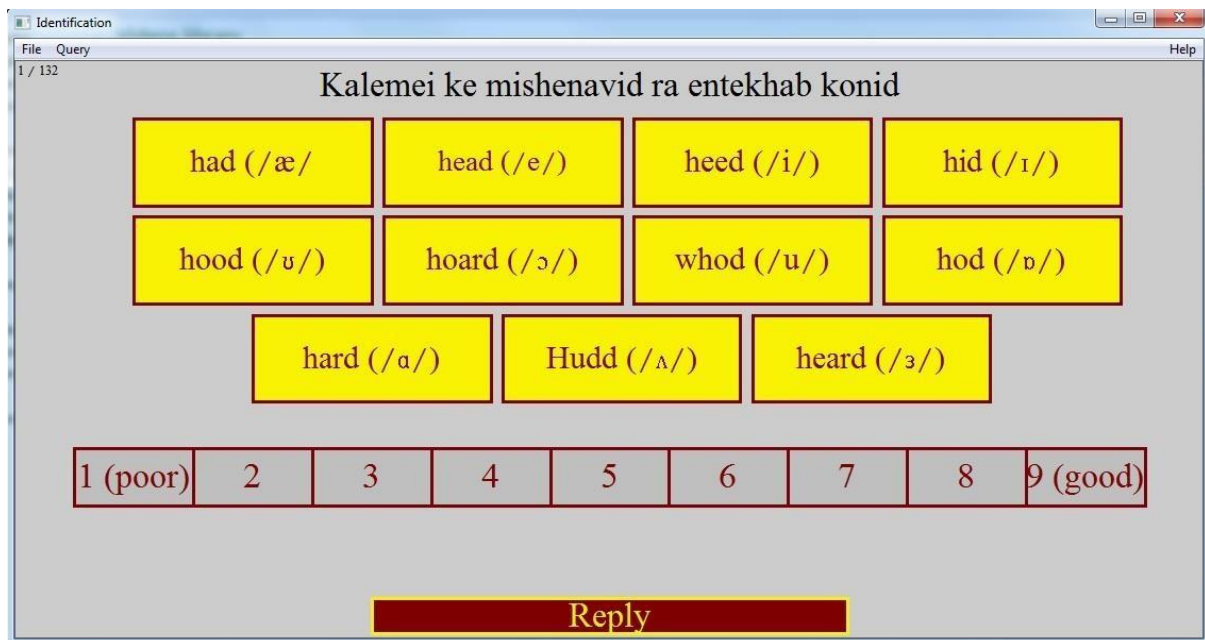 Identification
File Query Help
1 / 132
Kalemei ke mishenavid ra entekhab konid
had (/æ/ head (/e/) heed (/i/) hid (/ɪ/)
hood (/ʊ/) hoard (/ɔ/) whod (/u/) hod (/ɒ/)
hard (/ɑ/) Hudd (/ʌ/) heard (/ɜ/)
1 (poor) 2 3 4 5 6 7 8 9 (good)
Reply